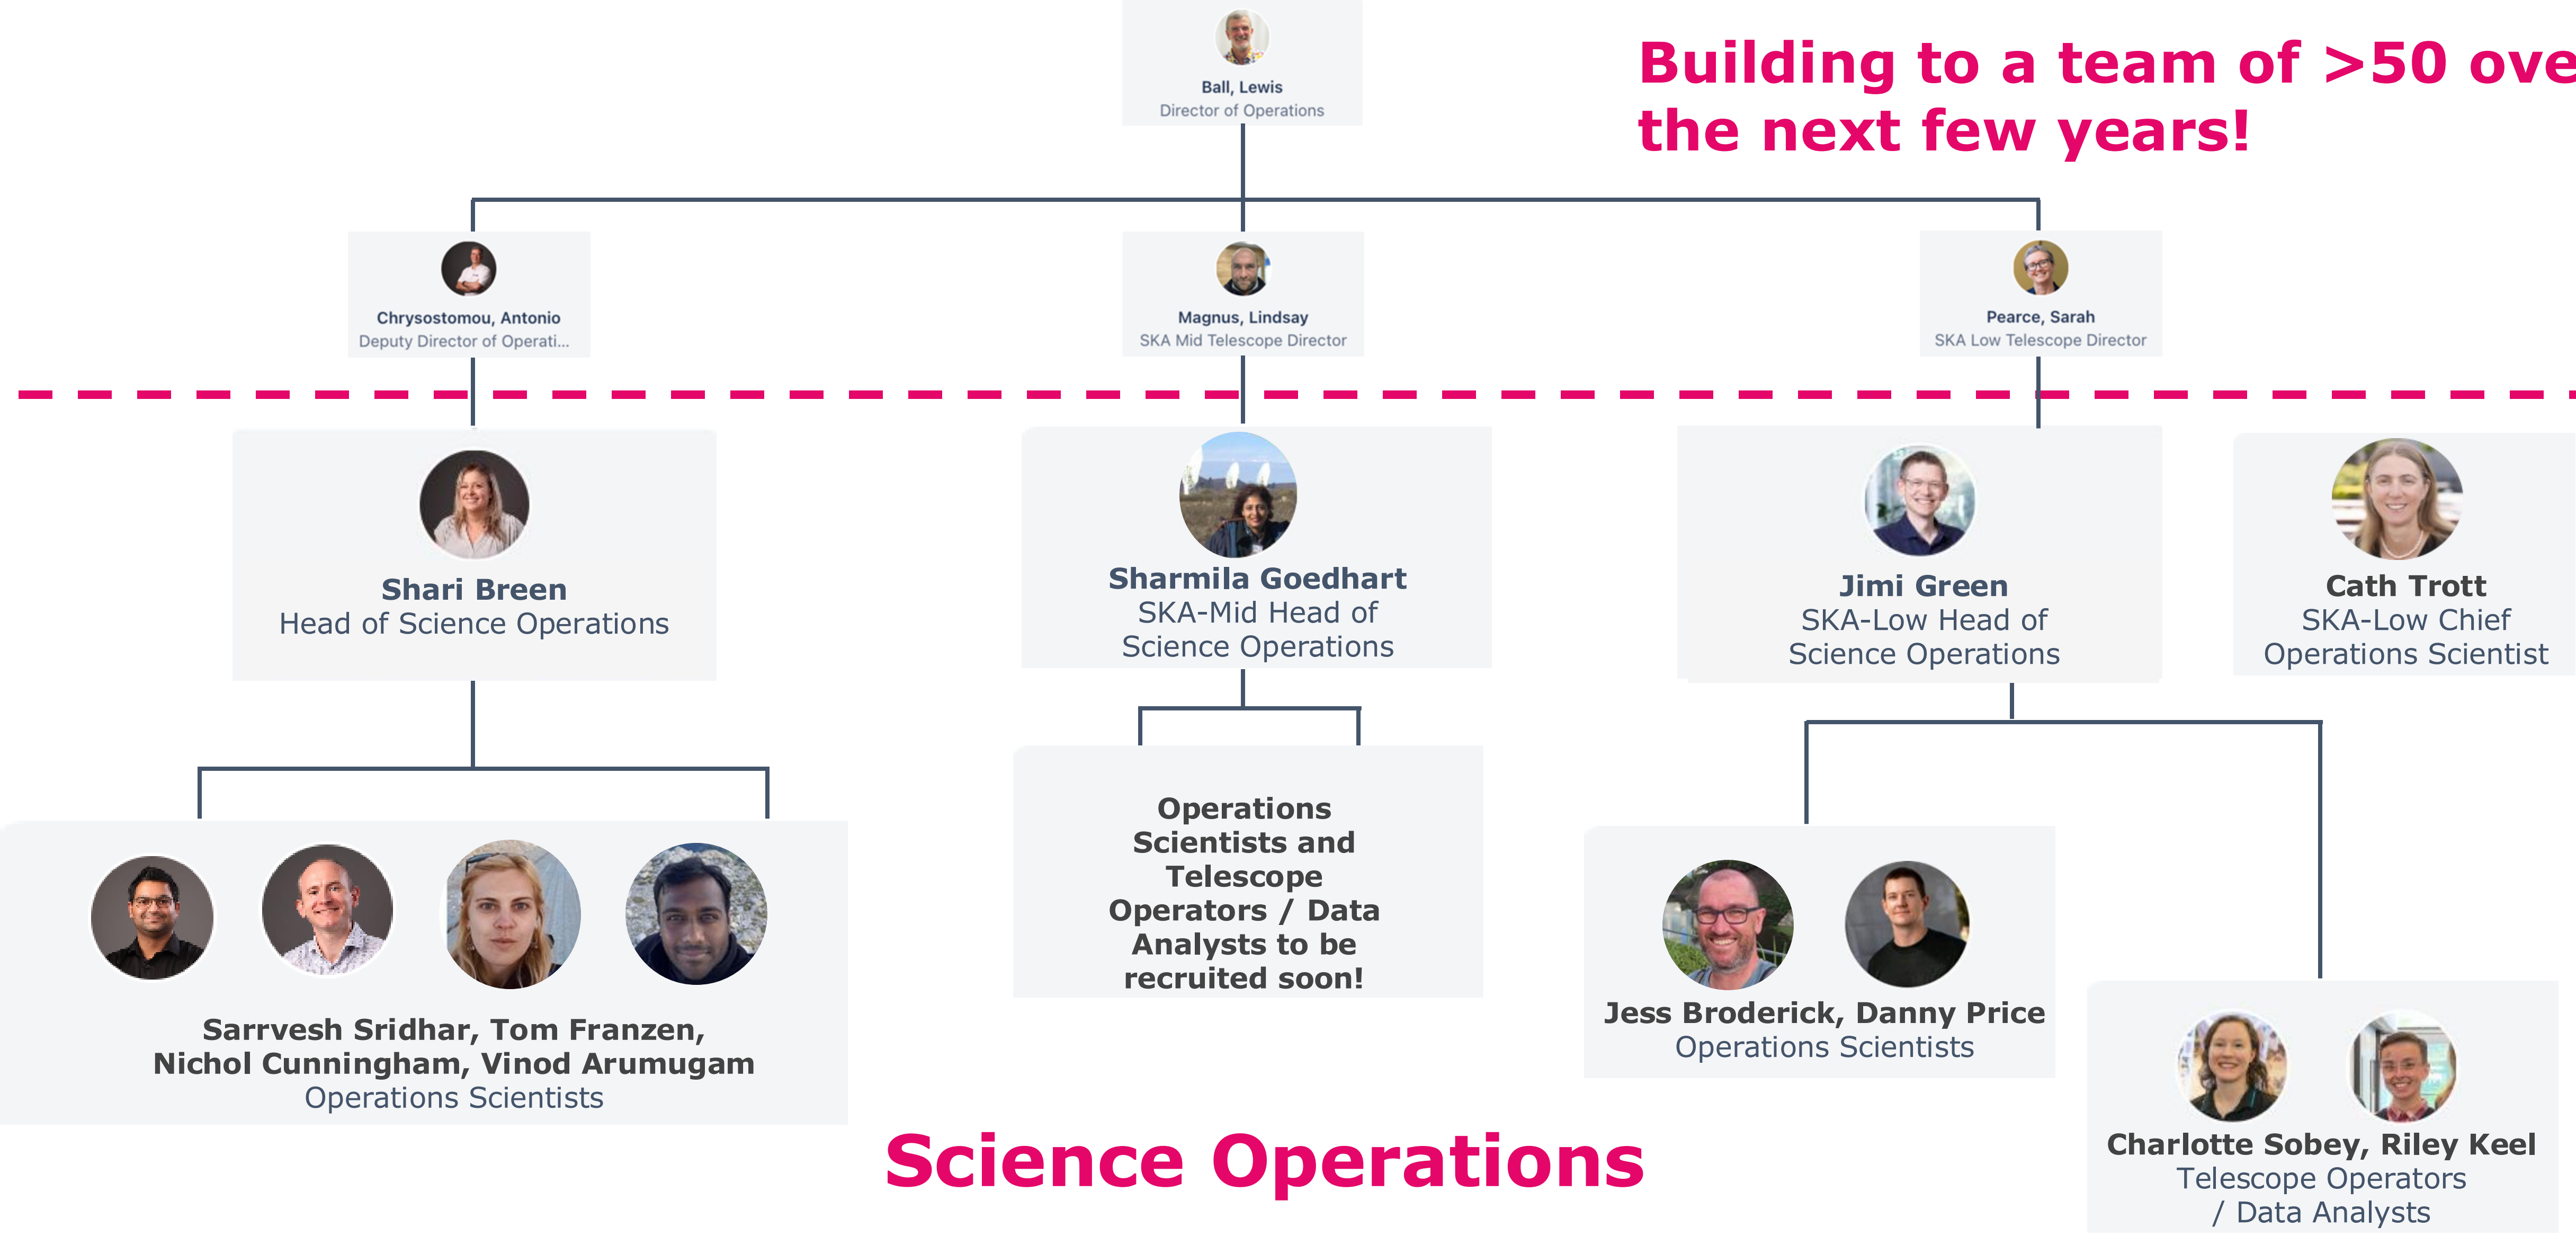 Building to a team of >50 ove
the next few years!
Ball, Lewis
Director of Operations
Chrysostomou, Antonio
Deputy Director of Operati...
Magnus, Lindsay
SKA Mid Telescope Director
Pearce, Sarah
SKA Low Telescope Director
Shari Breen
Head of Science Operations
Sharmila Goedhart
SKA-Mid Head of
Science Operations
Jimi Green
SKA-Low Head of
Science Operations
Cath Trott
SKA-Low Chief
Operations Scientist
Sarrvesh Sridhar, Tom Franzen,
Nichol Cunningham, Vinod Arumugam
Operations Scientists
Operations
Scientists and
Telescope
Operators / Data
Analysts to be
recruited soon!
Jess Broderick, Danny Price
Operations Scientists
Charlotte Sobey, Riley Keel
Telescope Operators
/ Data Analysts
Science Operations